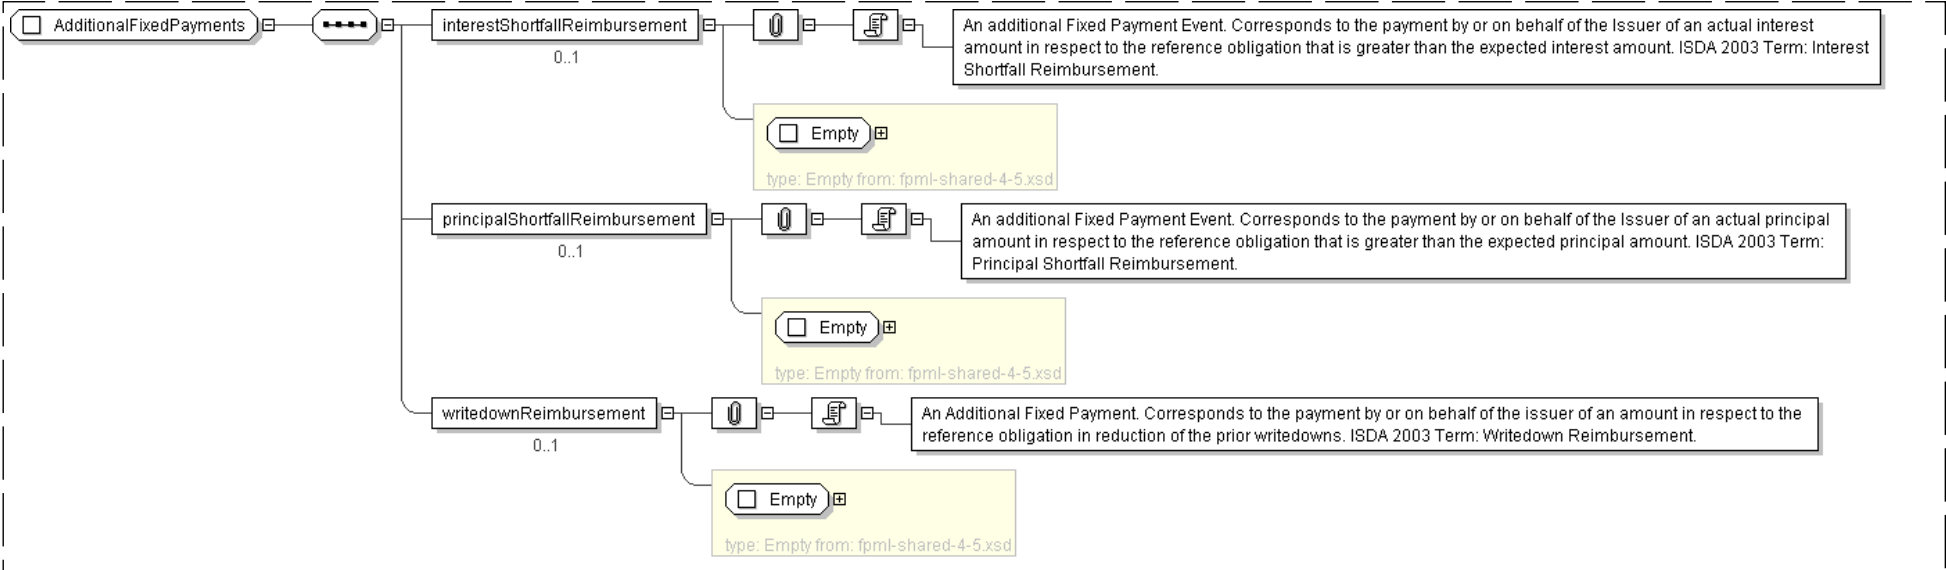 AdditionalFixedPayments
interestShortfallReimbursement
0..1
An additional Fixed Payment Event. Corresponds to the payment by or on behalf of the Issuer of an actual interest
amount in respect to the reference obligation that is greater than the expected interest amount. ISDA 2003 Term: Interest
Shortfall Reimbursement.
Empty
type: Empty from: fpml-shared-4-5.xsd
principalShortfallReimbursement
0..1
An additional Fixed Payment Event. Corresponds to the payment by or on behalf of the Issuer of an actual principal
amount in respect to the reference obligation that is greater than the expected principal amount. ISDA 2003 Term:
Principal Shortfall Reimbursement.
Empty
type: Empty from: fpml-shared-4-5.xsd
writedownReimbursement
0..1
An Additional Fixed Payment. Corresponds to the payment by or on behalf of the issuer of an amount in respect to the
reference obligation in reduction of the prior writedowns. ISDA 2003 Term: Writedown Reimbursement.
Empty
type: Empty from: fpml-shared-4-5.xsd